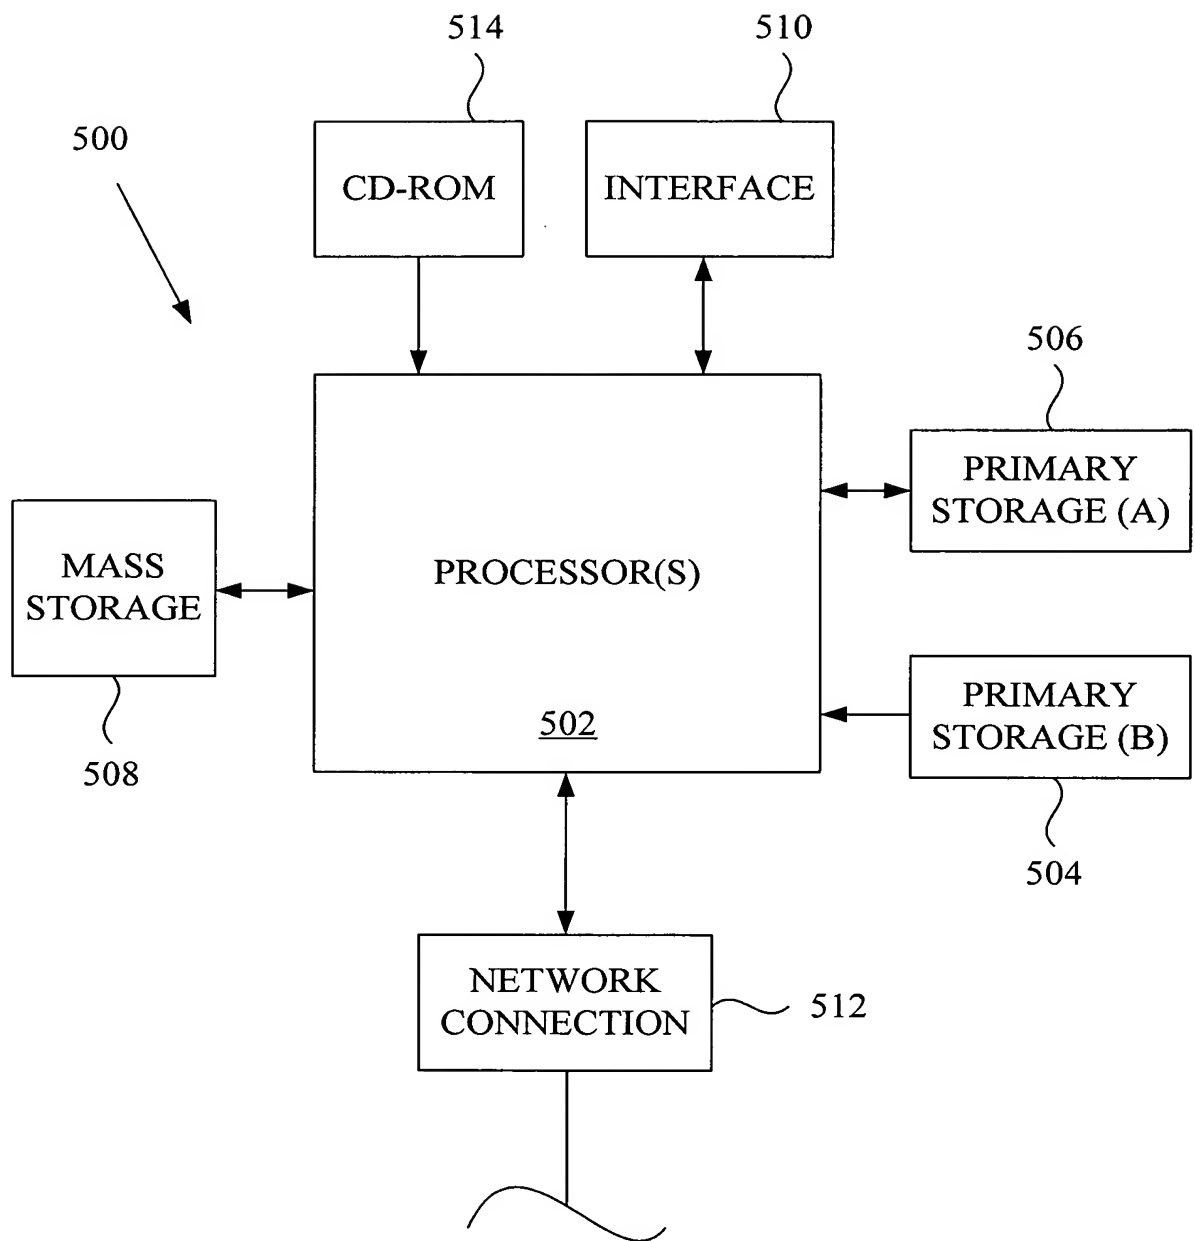 514
510
500
CD-ROM
INTERFACE
506
PRIMARY
STORAGE (A)
MASS
STORAGE
PROCESSOR(S)
PRIMARY
STORAGE (B)
502
508
504
NETWORK
CONNECTION
512